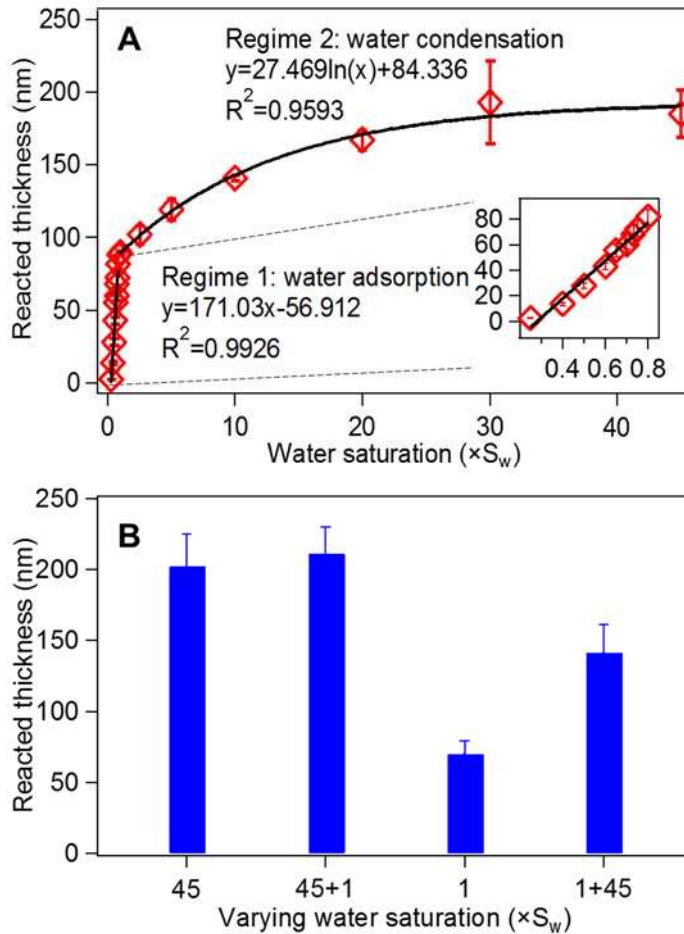 A
Regime 2: water condensation
y=27.469ln(x)+84.336
R²=0.9593
Regime 1: water adsorption
y=171.03x-56.912
R²=0.9926
Reacted thickness (nm)
250
200
150
100
50
0
0
10
20
30
40
Water saturation (×S_w)
80
60
40
20
0
0.4
0.6
0.8
B
Reacted thickness (nm)
250
200
150
100
50
0
45
45+1
1
1+45
Varying water saturation (×S_w)